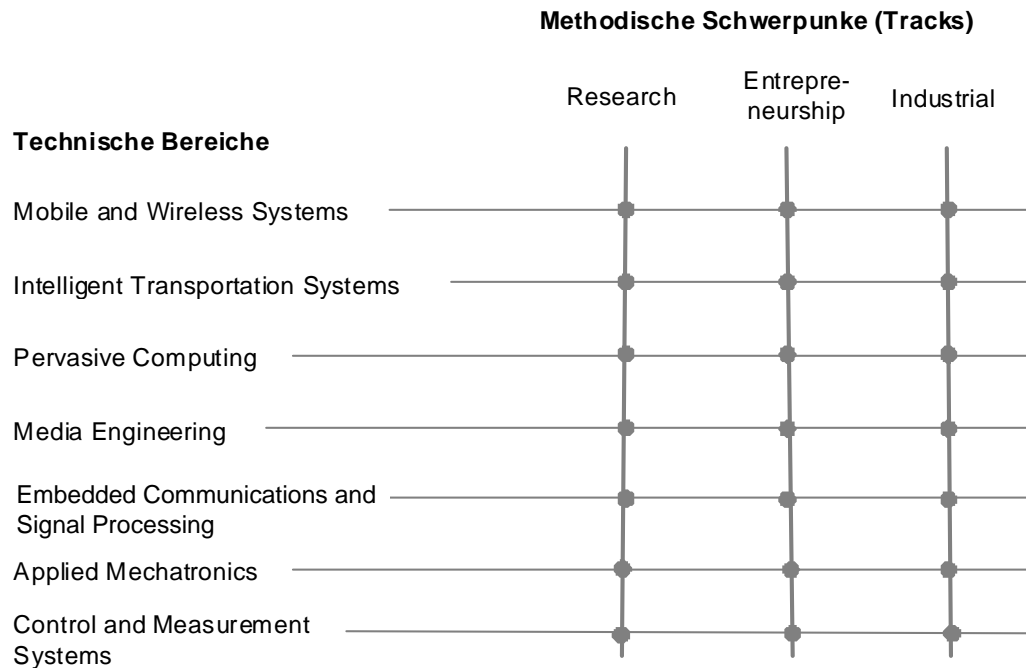 Methodische Schwerpunke (Tracks)
Research
Entrepre-
neurship
Industrial
Technische Bereiche
Mobile and Wireless Systems
Intelligent Transportation Systems
Pervasive Computing
Media Engineering
Embedded Communications and
Signal Processing
Applied Mechatronics
Control and Measurement
Systems